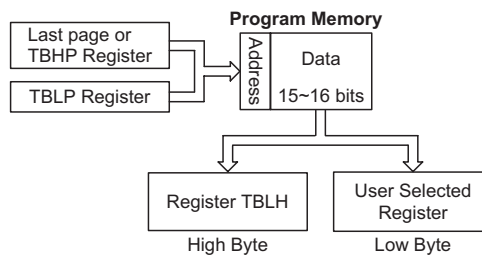 Program Memory
Last page or
TBHP Register
TBLP Register
Address
Data
15~16 bits
Register TBLH
User Selected
Register
High Byte
Low Byte